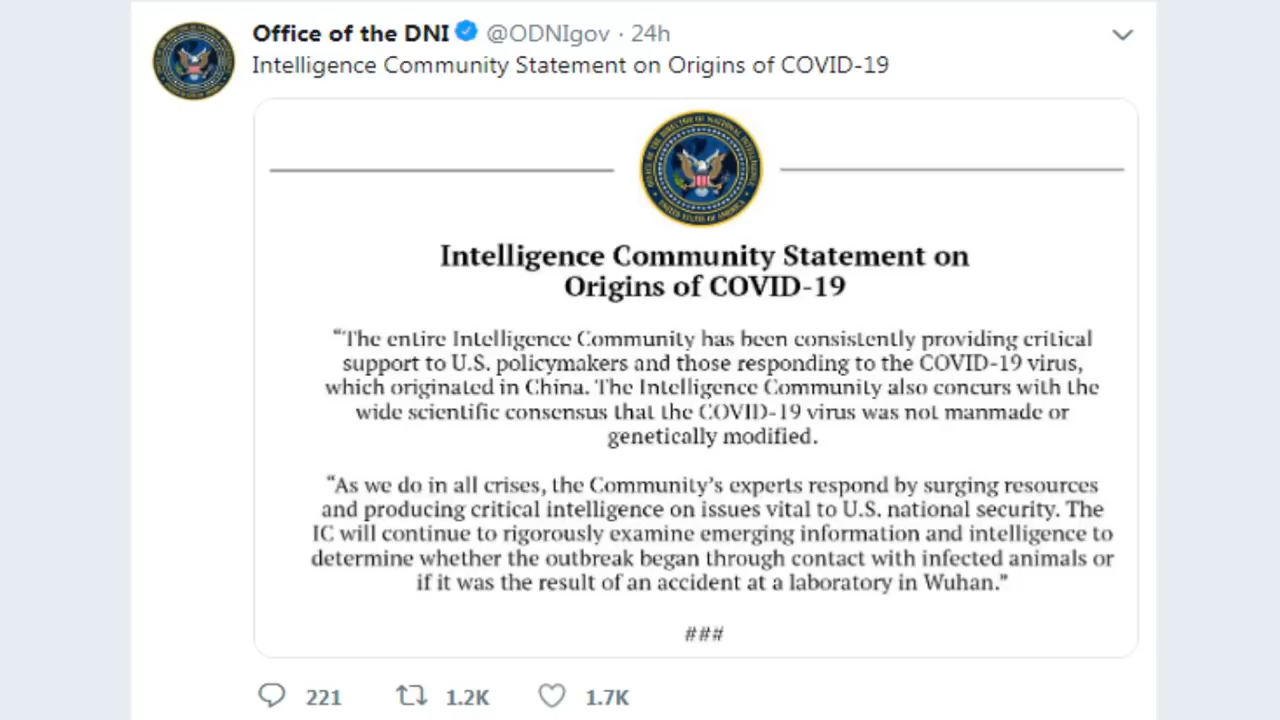 Office of the DNI @ODNIgov · 24h
Intelligence Community Statement on Origins of COVID-19
Intelligence Community Statement on
Origins of COVID-19
“The entire Intelligence Community has been consistently providing critical
support to U.S. policymakers and those responding to the COVID-19 virus,
which originated in China. The Intelligence Community also concurs with the
wide scientific consensus that the COVID-19 virus was not manmade or
genetically modified.
“As we do in all crises, the Community’s experts respond by surging resources
and producing critical intelligence on issues vital to U.S. national security. The
IC will continue to rigorously examine emerging information and intelligence to
determine whether the outbreak began through contact with infected animals or
if it was the result of an accident at a laboratory in Wuhan.”
###
221 1.2K 1.7K